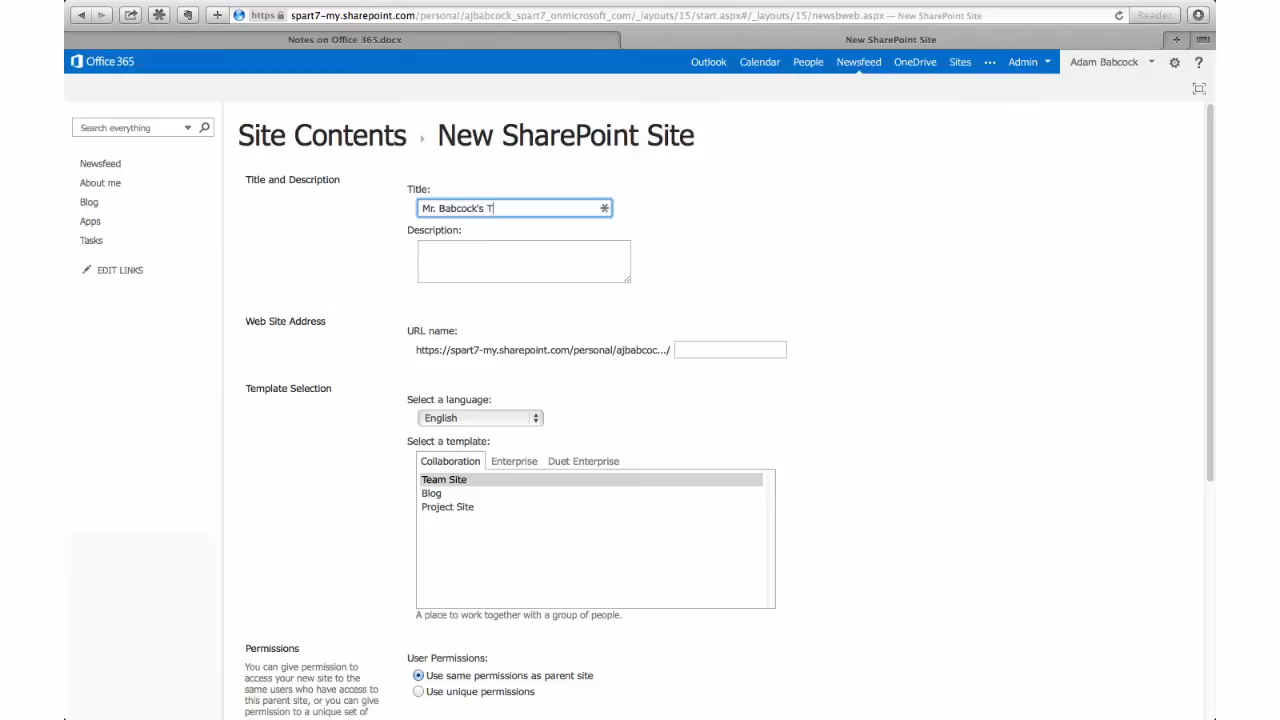 https spart7-my.sharepoint.com/personal/ajbabcock_spart7_onmicrosoft_com/_layouts/15/start.aspx#/_layouts/15/newsbweb.aspx — New SharePoint Site
Reader
Notes on Office 365.docx
New SharePoint Site
Office 365
Outlook
Calendar
People
Newsfeed
OneDrive
Sites
•••
Admin
Adam Babcock
?
Search everything
Newsfeed
About me
Blog
Apps
Tasks
EDIT LINKS
Site Contents › New SharePoint Site
Title and Description
Title:
Mr. Babcock's T
Description:
Web Site Address
URL name:
https://spart7-my.sharepoint.com/personal/ajbabcoc.../
Template Selection
Select a language:
English
Select a template:
Collaboration
Enterprise
Duet Enterprise
Team Site
Blog
Project Site
A place to work together with a group of people.
Permissions
You can give permission to
access your new site to the
same users who have access to
this parent site, or you can give
permission to a unique set of
User Permissions:
Use same permissions as parent site
Use unique permissions